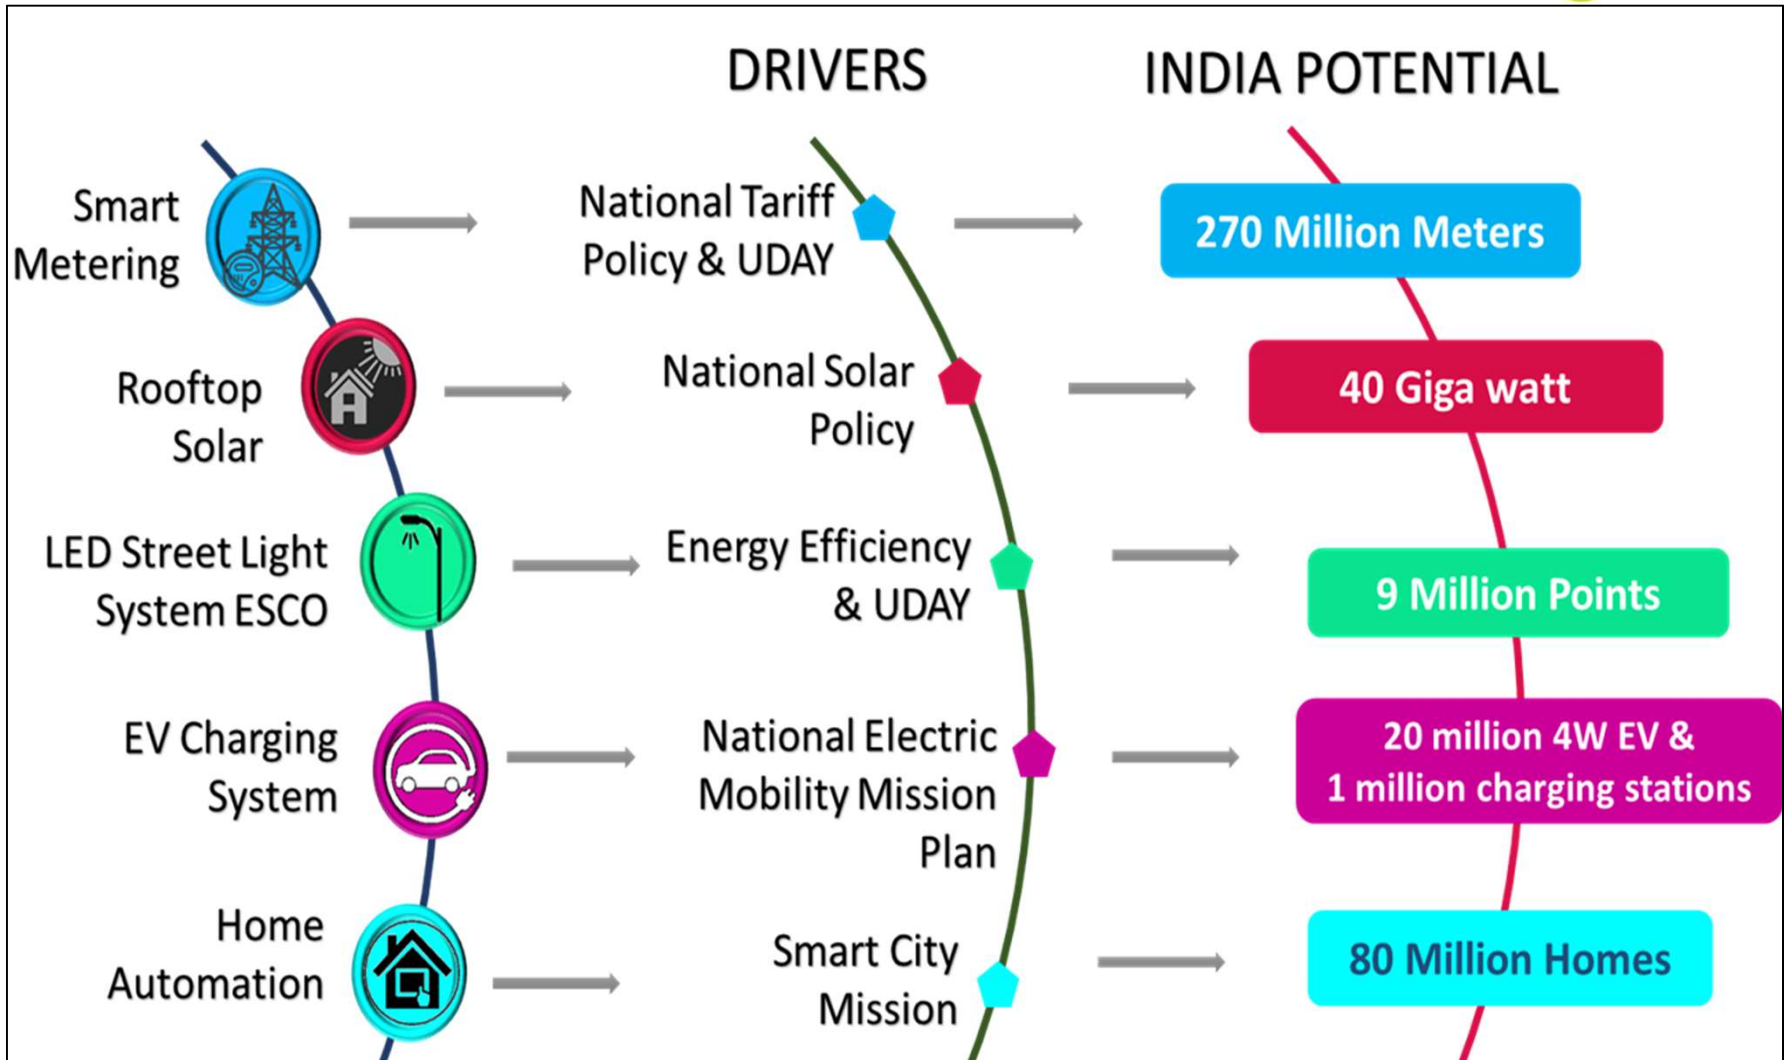 DRIVERS
INDIA POTENTIAL
Smart
Metering
National Tariff
Policy & UDAY
270 Million Meters
Rooftop
Solar
National Solar
Policy
40 Giga watt
LED Street Light
System ESCO
Energy Efficiency
& UDAY
9 Million Points
EV Charging
System
National Electric
Mobility Mission
Plan
20 million 4W EV &
1 million charging stations
Home
Automation
Smart City
Mission
80 Million Homes